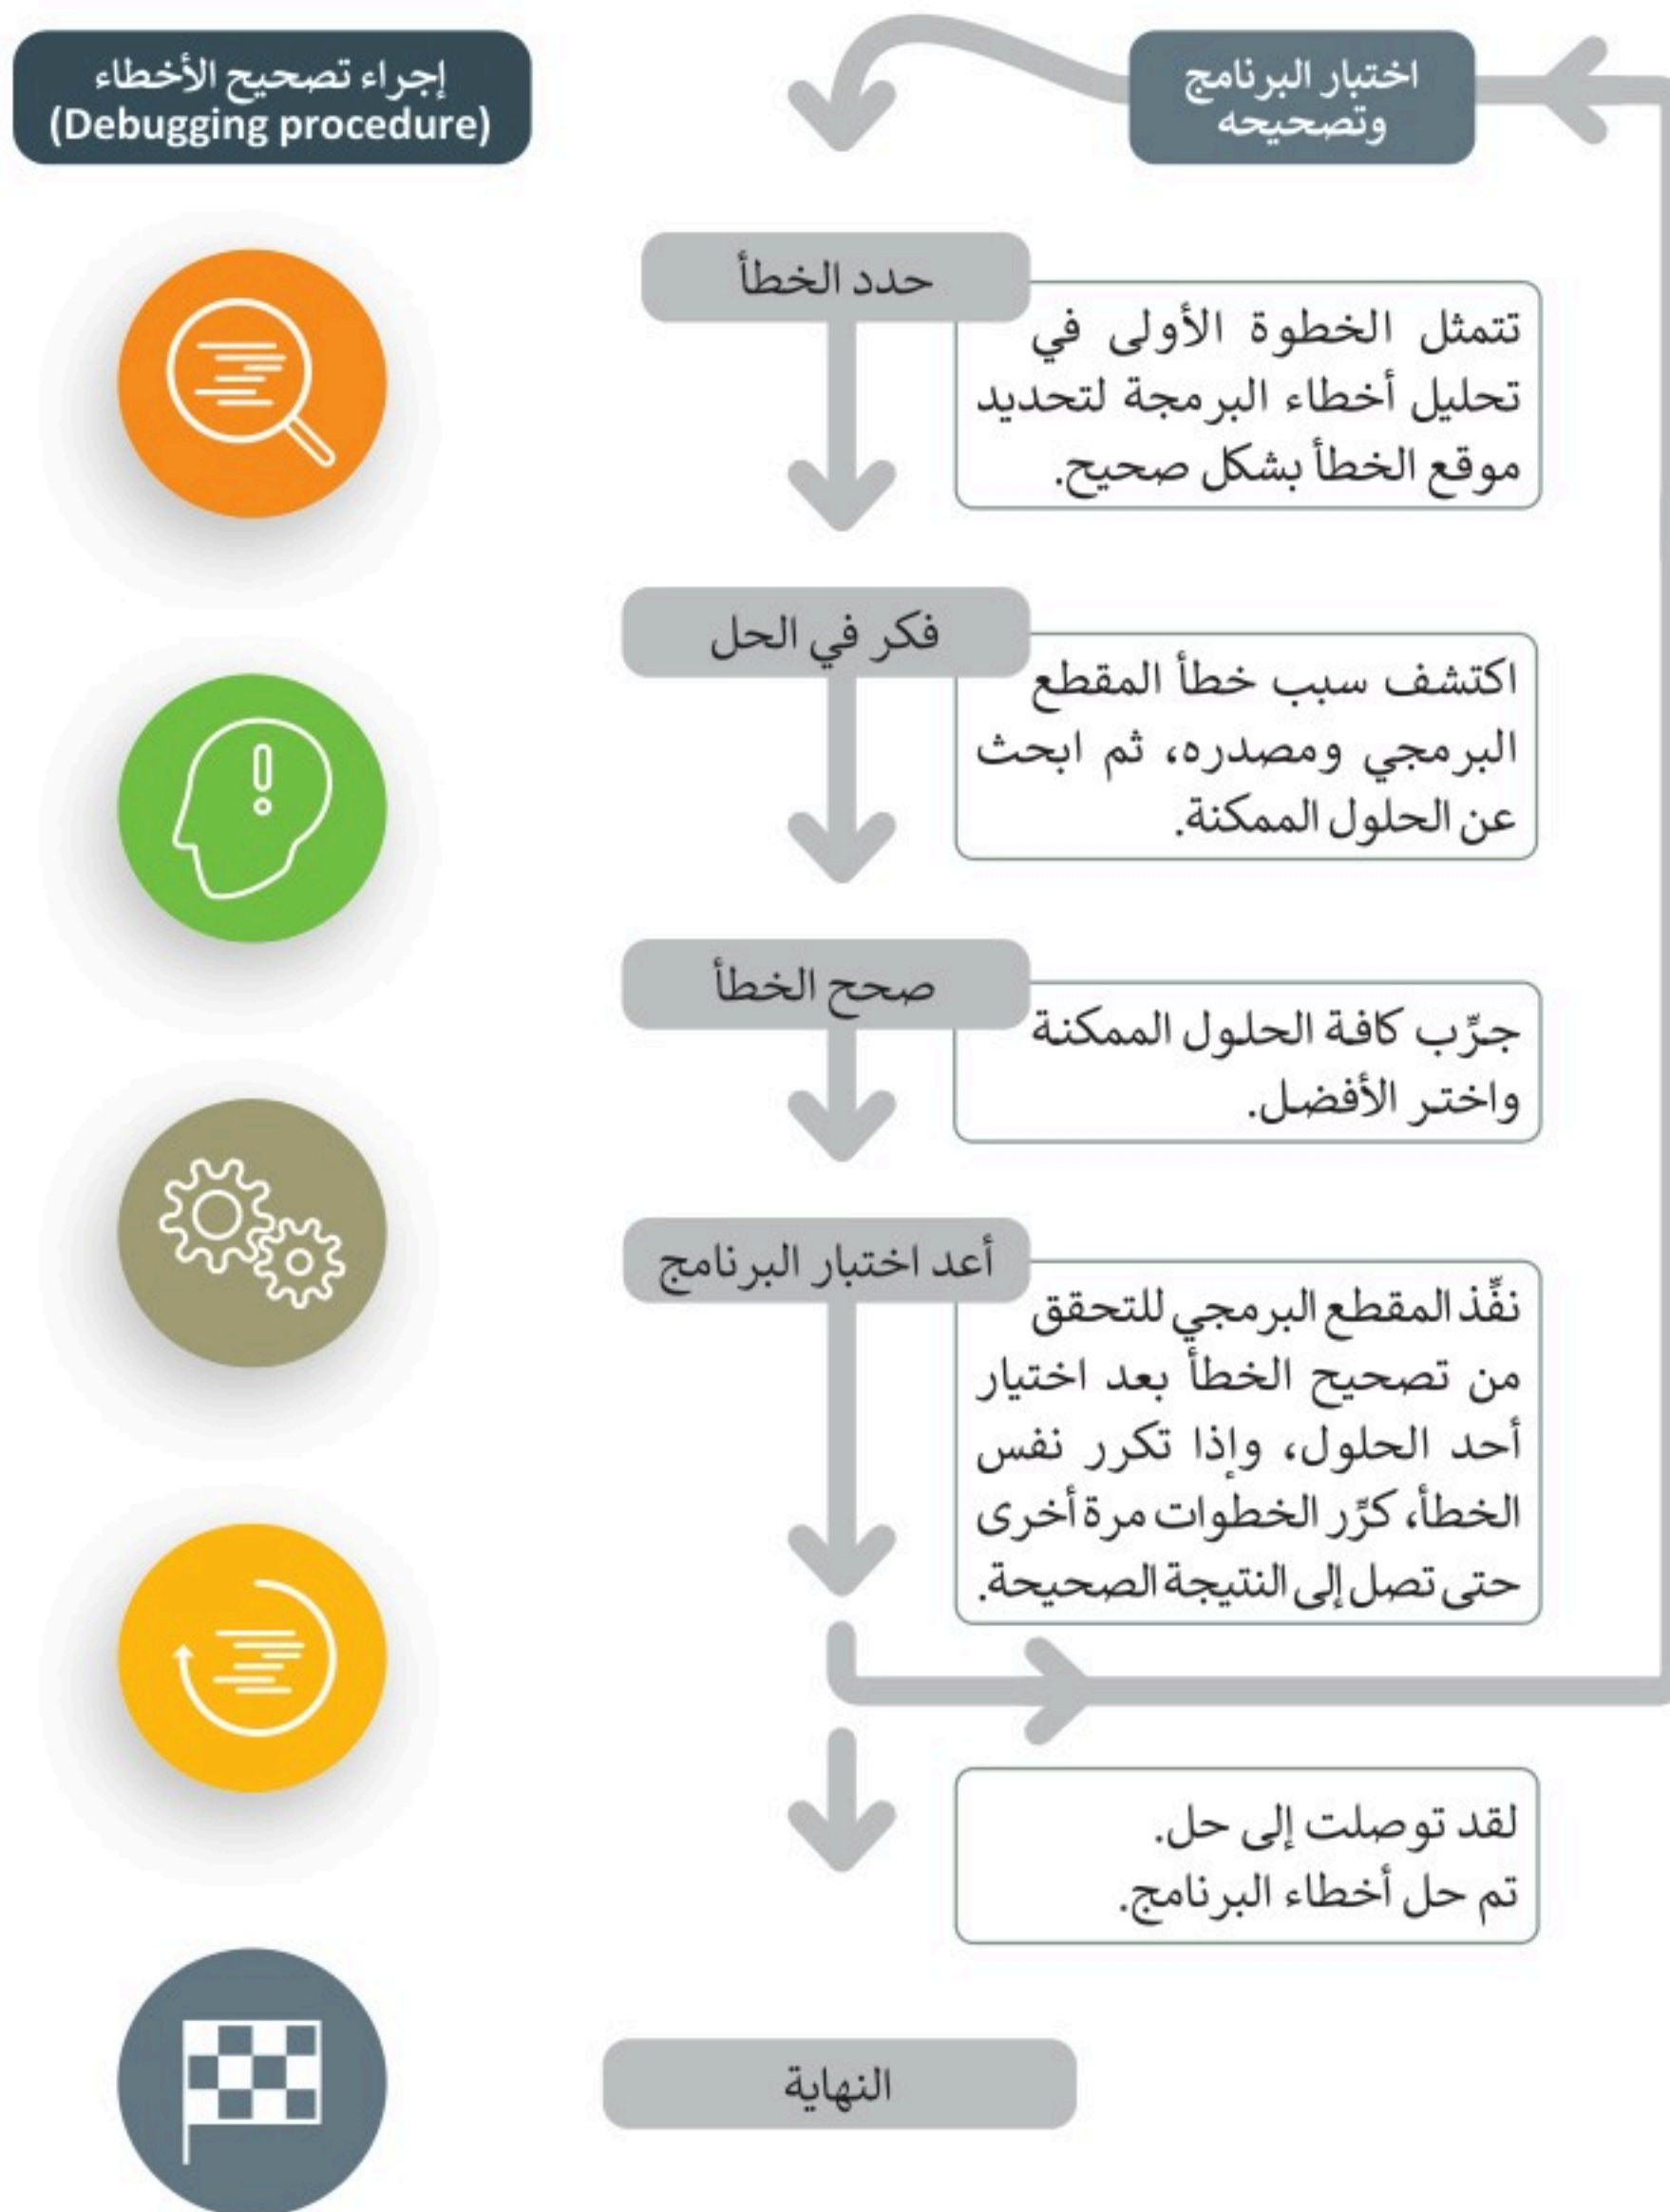 اختبار البرنامج
وتصحيحه
إجراء تصحيح الأخطاء
(Debugging procedure)
حدد الخطأ
تتمثل الخطوة الأولى في
تحليل أخطاء البرمجة لتحديد
موقع الخطأ بشكل صحيح.
فكر في الحل
اكتشف سبب خطأ المقطع
البرمجي ومصدره، ثم ابحث
عن الحلول الممكنة.
صحح الخطأ
جرِّب كافة الحلول الممكنة
واختر الأفضل.
أعد اختبار البرنامج
نفِّذ المقطع البرمجي للتحقق
من تصحيح الخطأ بعد اختيار
أحد الحلول، وإذا تكرر نفس
الخطأ، كرِّر الخطوات مرة أخرى
حتى تصل إلى النتيجة الصحيحة.
لقد توصلت إلى حل.
تم حل أخطاء البرنامج.
النهاية